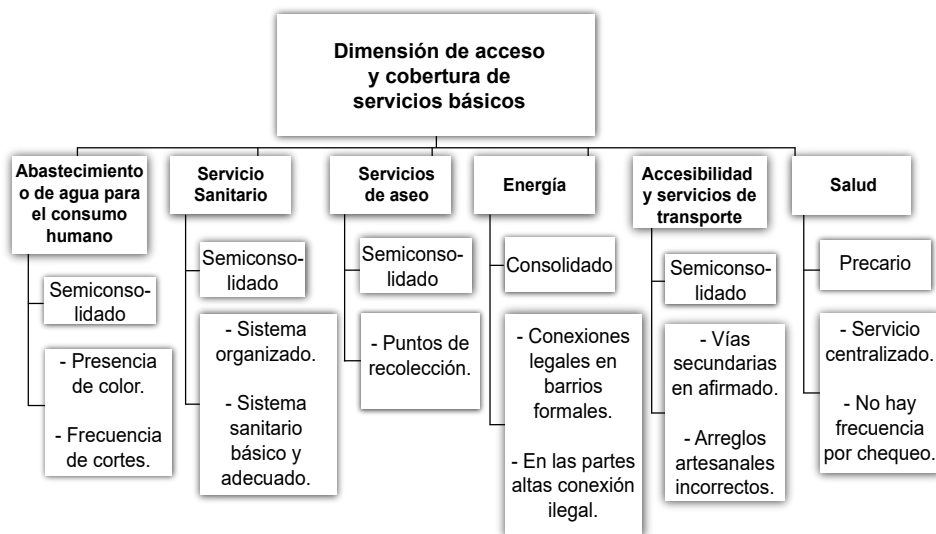 Dimensión de acceso
y cobertura de
servicios básicos
Abastecimiento
o de agua para
el consumo
humano
Semiconso-
lidado
- Presencia
de color.
- Frecuencia
de cortes.
Servicio
Sanitario
Semiconso-
lidado
- Sistema
organizado.
- Sistema
sanitario
básico y
adecuado.
Servicios
de aseo
Semiconso-
lidado
- Puntos de
recolección.
Energía
Consolidado
- Conexiones
legales en
barrios
formales.
- En las partes
altas conexión
ilegal.
Accesibilidad
y servicios de
transporte
Semiconso-
lidado
- Vías
secundarias
en afirmado.
- Arreglos
artesanales
incorrectos.
Salud
Precario
- Servicio
centralizado.
- No hay
frecuencia
por chequeo.